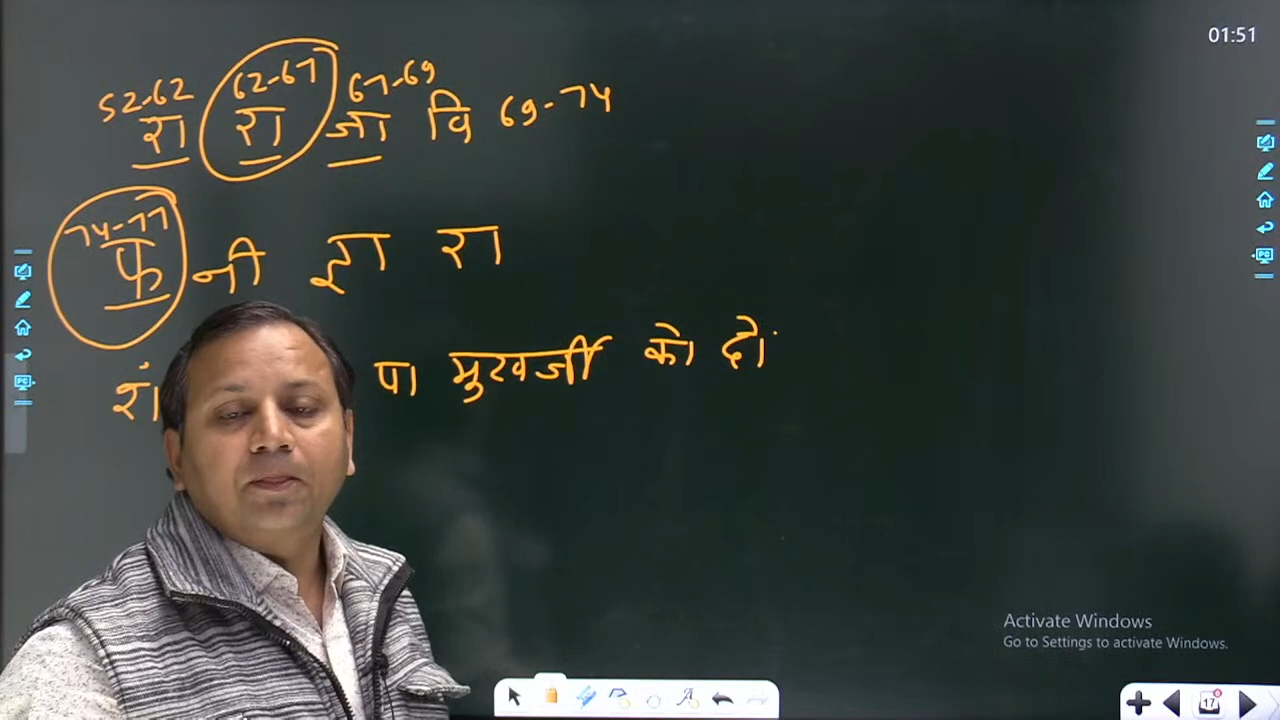 01:51
52-62 62-67 67-69
रा रा जा वि 69-74
74-77
फ नी ज्ञा रा
शं पा मुखर्जी को दो
Activate Windows
Go to Settings to activate Windows.
17